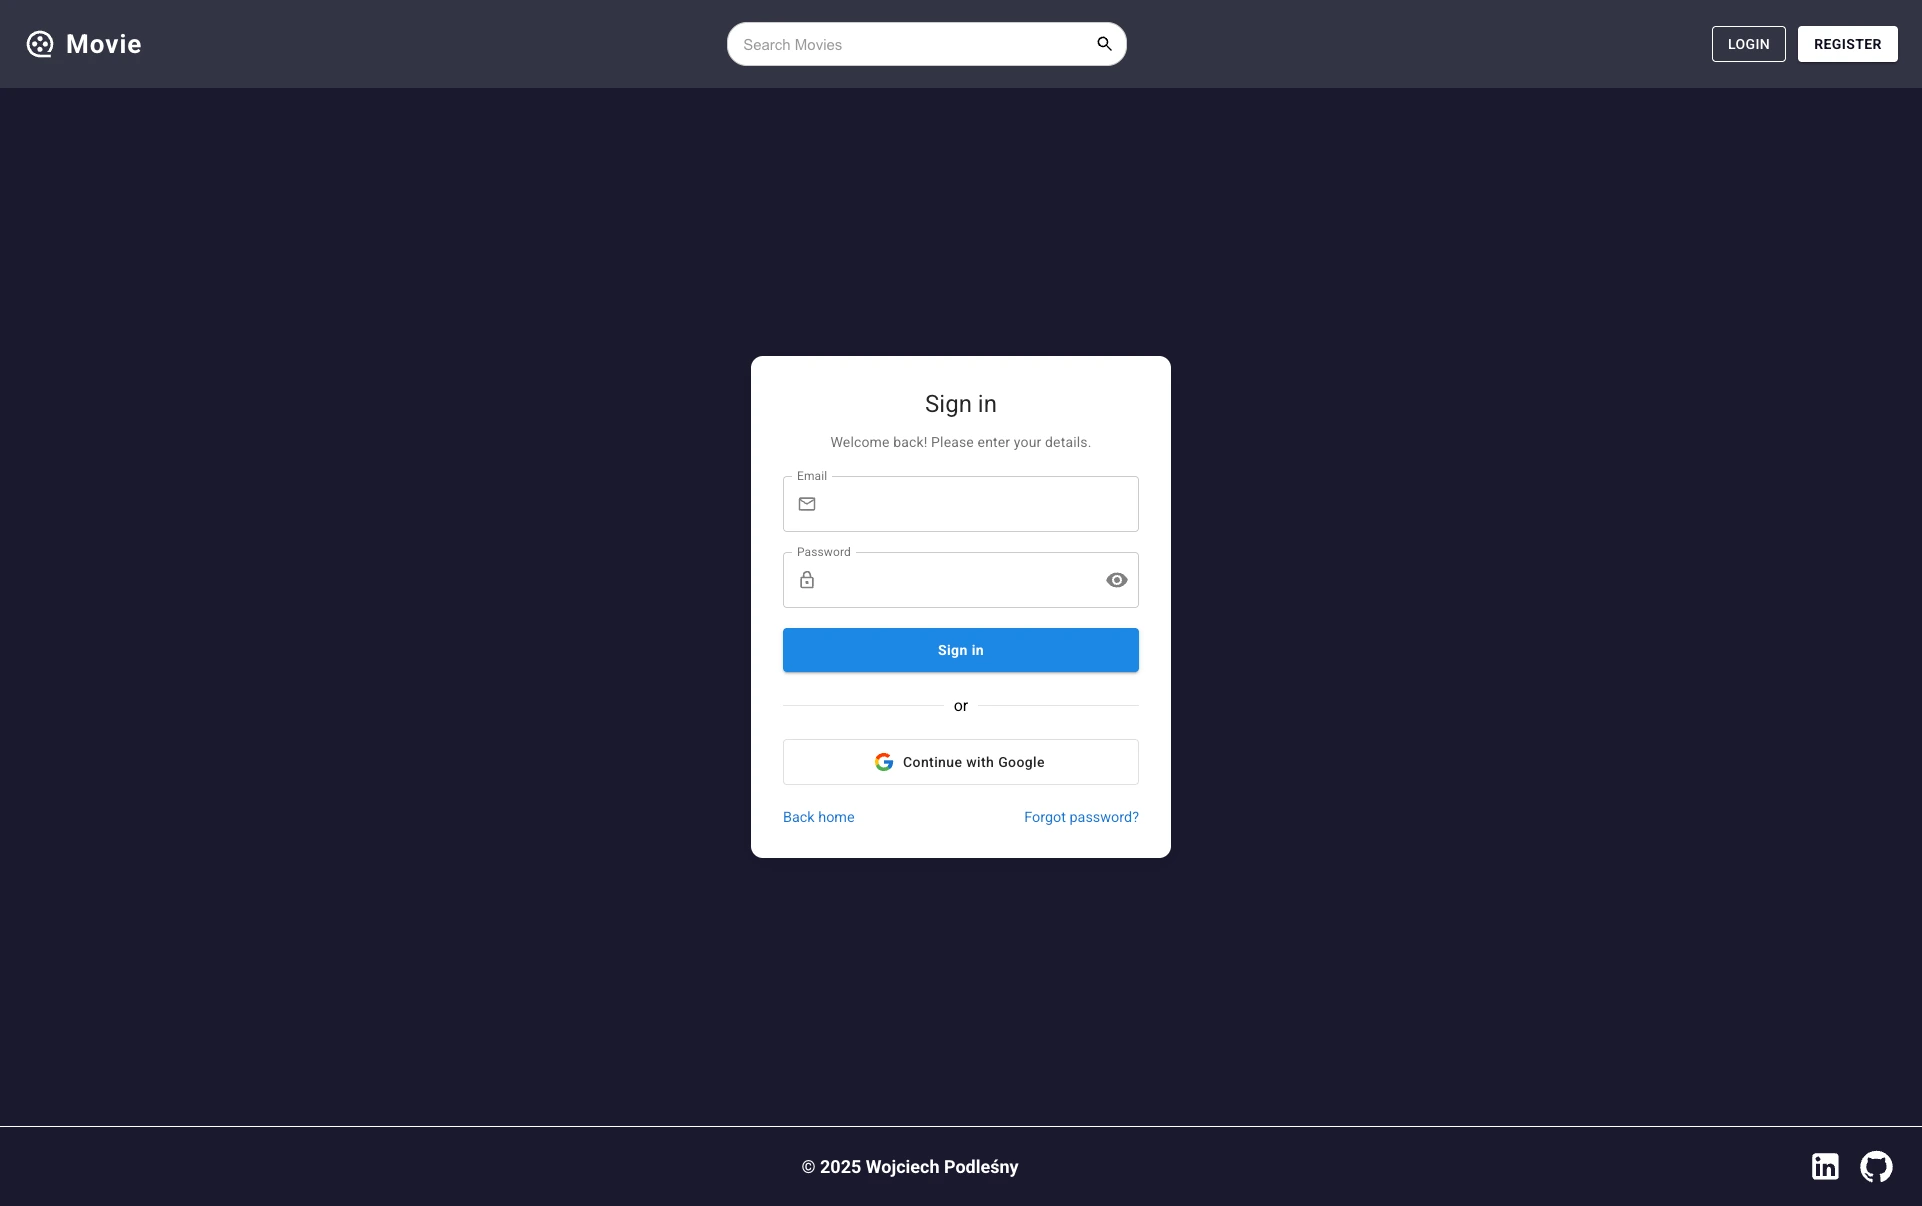 Movie
Search Movies
LOGIN
REGISTER
Sign in
Welcome back! Please enter your details.
Email
Password
Sign in
or
Continue with Google
Back home
Forgot password?
© 2025 Wojciech Podleśny